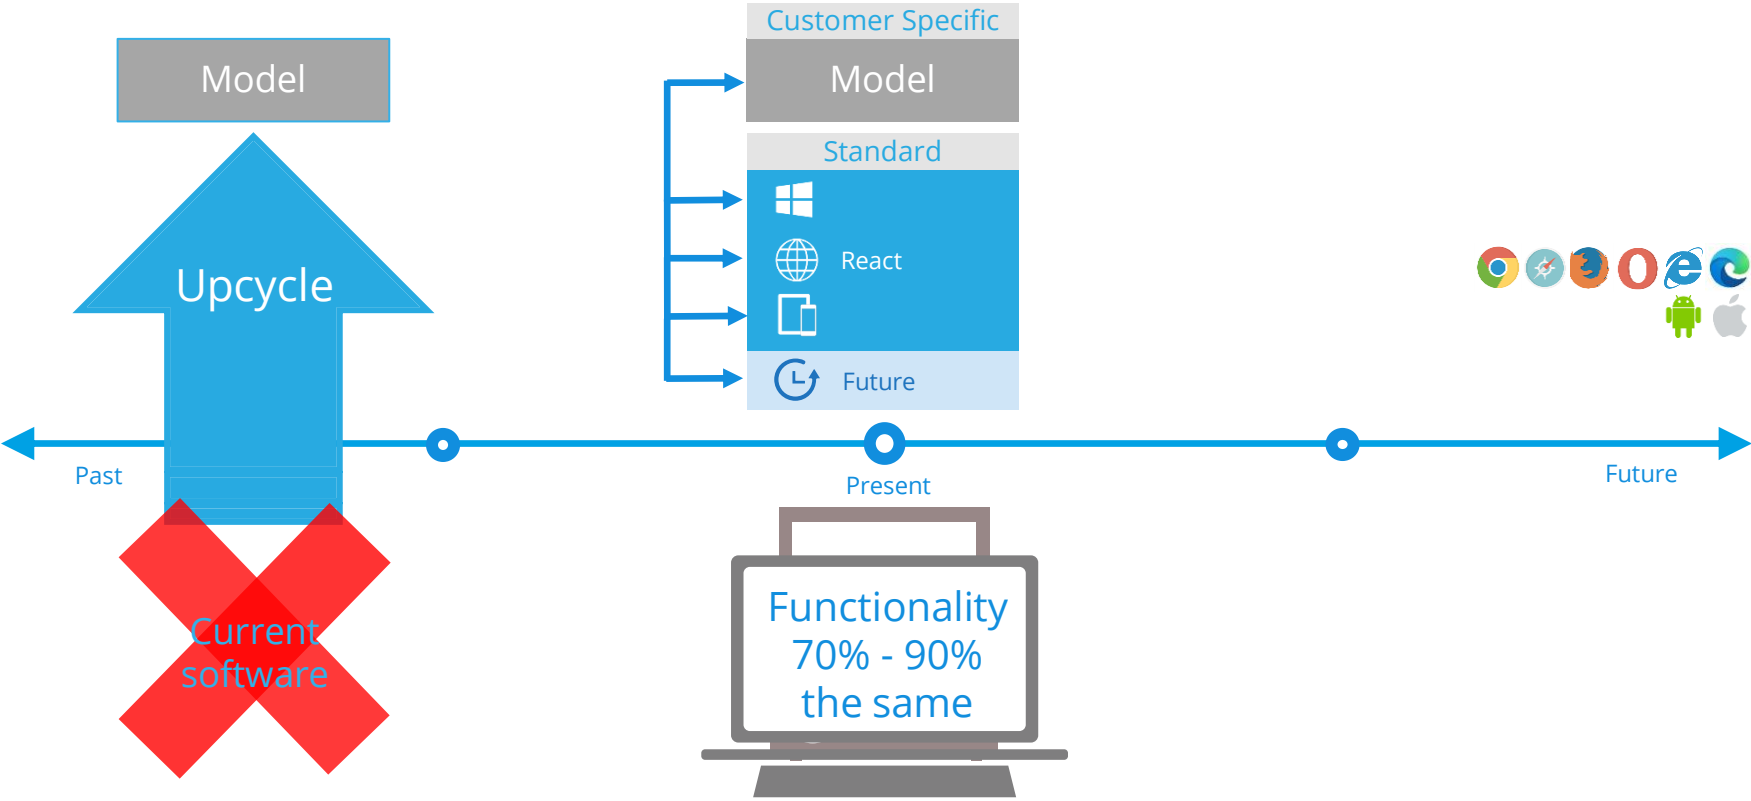 Customer Specific
Model
Model
Standard
Upcycle
React
Future
Past
Present
Future
Functionality
70% - 90%
the same
Current
software